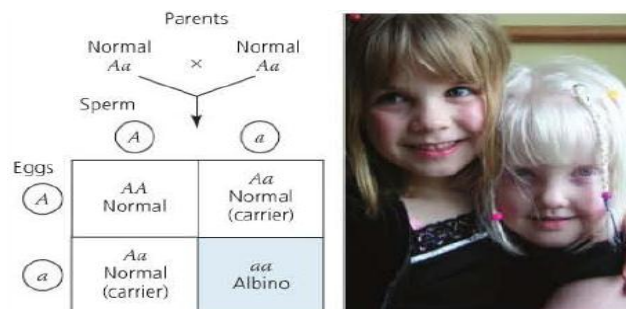 Parents
Normal Normal
Aa × Aa
Sperm
A a
Eggs
A
AA
Normal
Aa
Normal
(carrier)
a
Aa
Normal
(carrier)
aa
Albino